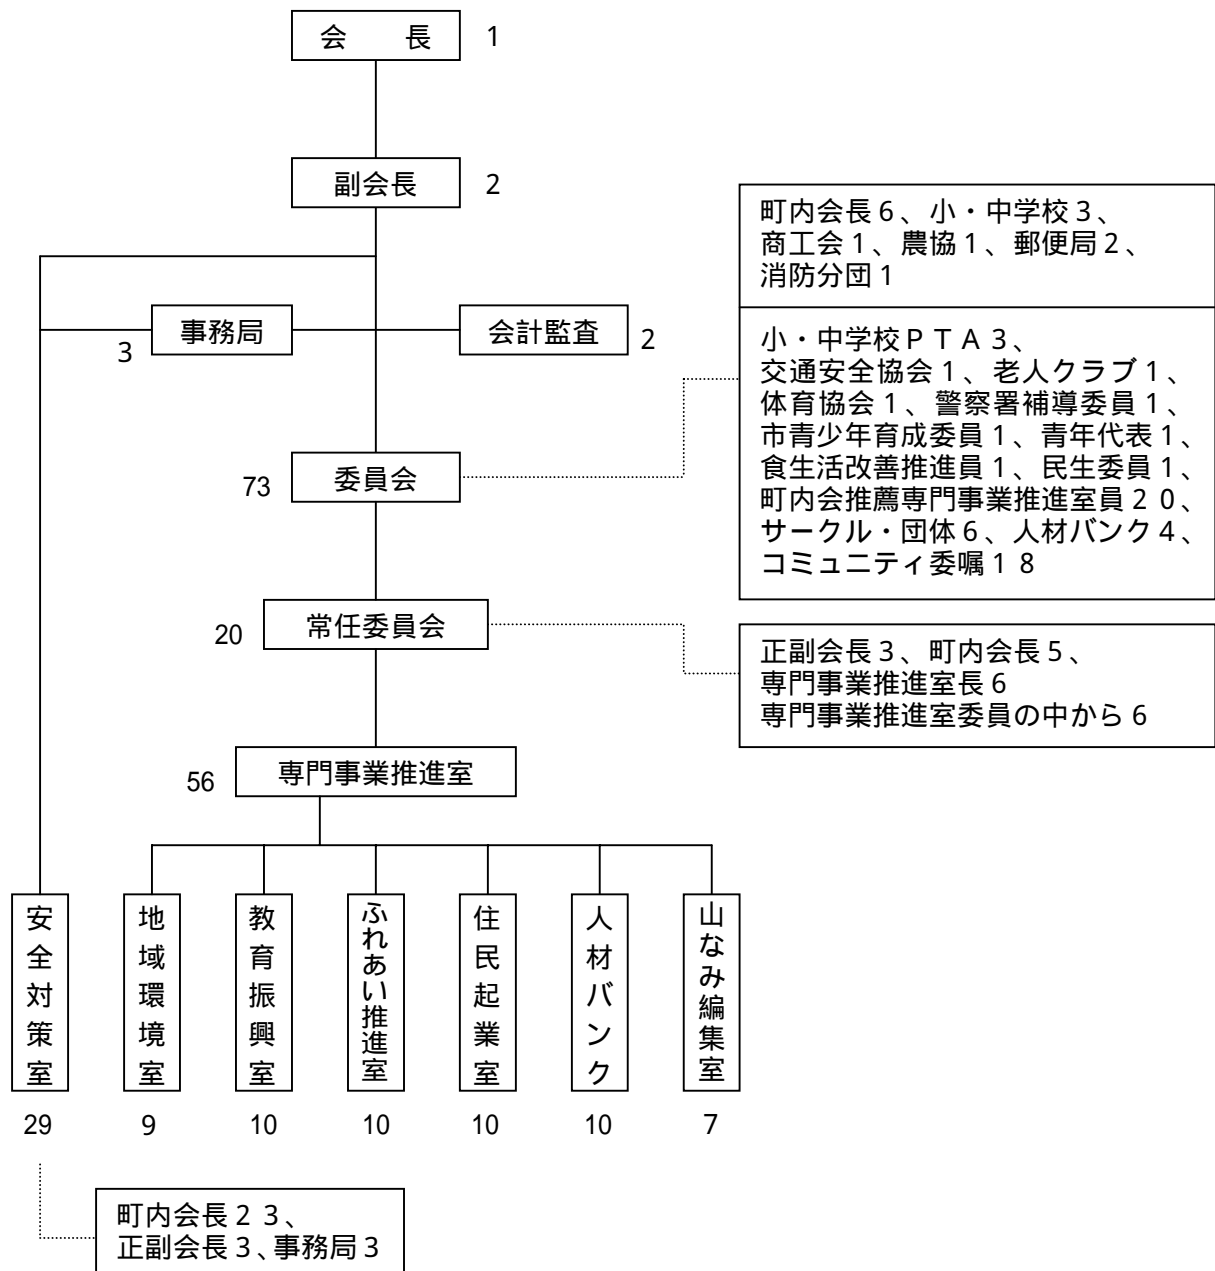 会　　長
1
副会長
2
町内会長６、小・中学校３、
商工会１、農協１、郵便局２、
消防分団１
事務局
3
会計監査
2
小・中学校ＰＴＡ３、
交通安全協会１、老人クラブ１、
体育協会１、警察署補導委員１、
市青少年育成委員１、青年代表１、
食生活改善推進員１、民生委員１、
町内会推薦専門事業推進室員２０、
サークル・団体６、人材バンク４、
コミュニティ委嘱１８
73
委員会
20
常任委員会
正副会長３、町内会長５、
専門事業推進室長６
専門事業推進室委員の中から６
56
専門事業推進室
安全対策室
地域環境室
教育振興室
ふれあい推進室
住民起業室
人材バンク
山なみ編集室
29
9
10
10
10
10
7
町内会長２３、
正副会長３、事務局３